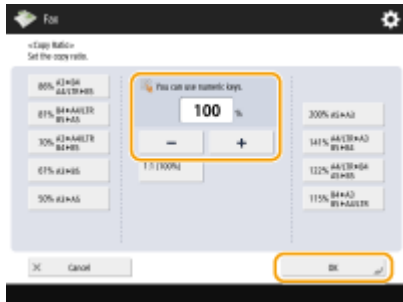 Fax
<Copy Ratio>
Set the copy ratio.
86% A3➔B4
A4/LTR➔B5
81% B4➔A4/LTR
B5➔A5
70% A3➔A4/LTR
B4➔B5
61% A3➔B5
50% A3➔A5
You can use numeric keys.
100 %
−
+
1:1 (100%)
200% A5➔A3
141% A4/LTR➔A3
B5➔B4
122% A4/LTR➔B4
A5➔B5
115% B4➔A3
B5➔A4/LTR
Cancel
OK